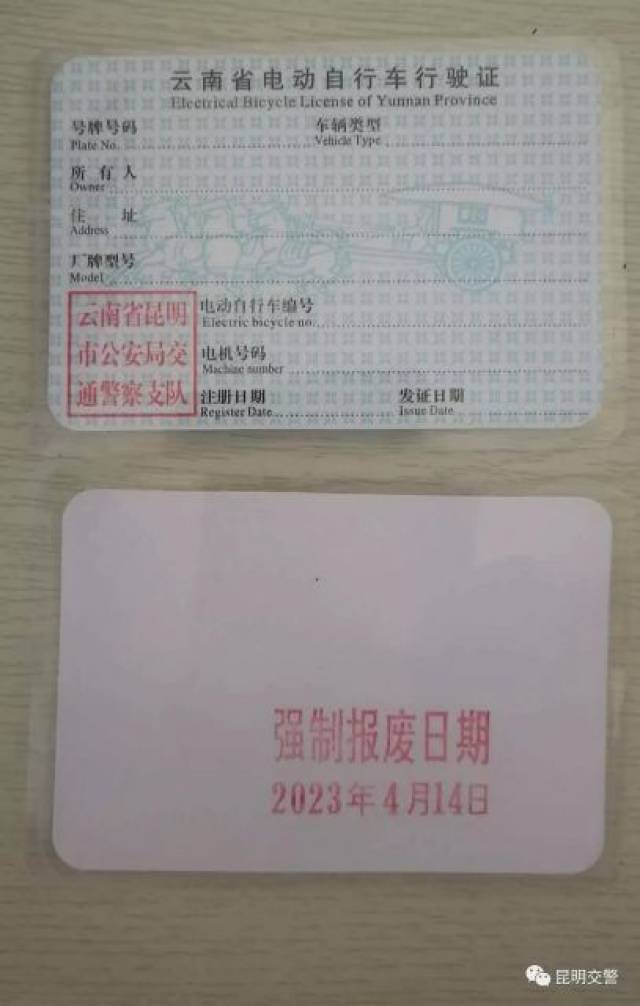 云南省电动自行车行驶证
Electrical Bicycle License of Yunnan Province
号牌号码 车辆类型
Plate No. Vehicle Type
所有人
Owner
住址
Address
厂牌型号
Model
云南省昆明
市公安局交
通警察支队
电动自行车编号
Electric bicycle no.
电机号码
Machine number
注册日期 发证日期
Register Date Issue Date
强制报废日期
2023年4月14日
昆明交警